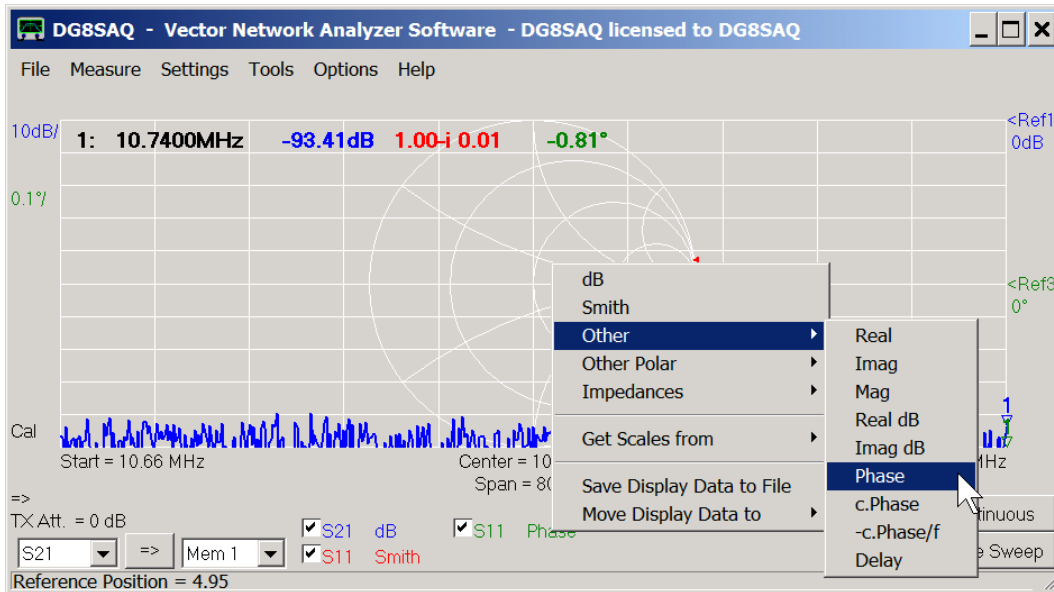 DG8SAQ - Vector Network Analyzer Software - DG8SAQ licensed to DG8SAQ
File Measure Settings Tools Options Help
10dB/ 1: 10.7400MHz -93.41dB 1.00-i 0.01 -0.81° <Ref1
0dB
0.1°/
<Ref3
0°
dB
Smith
Other
Other Polar
Impedances
Get Scales from
Save Display Data to File
Move Display Data to
Real
Imag
Mag
Real dB
Imag dB
Phase
c.Phase
-c.Phase/f
Delay
1
Cal
Start = 10.66 MHz Center = 10 MHz
Span = 80
=>
TX Att. = 0 dB S21 dB S11 Phase tinuous
S21 => Mem 1 S11 Smith e Sweep
Reference Position = 4.95